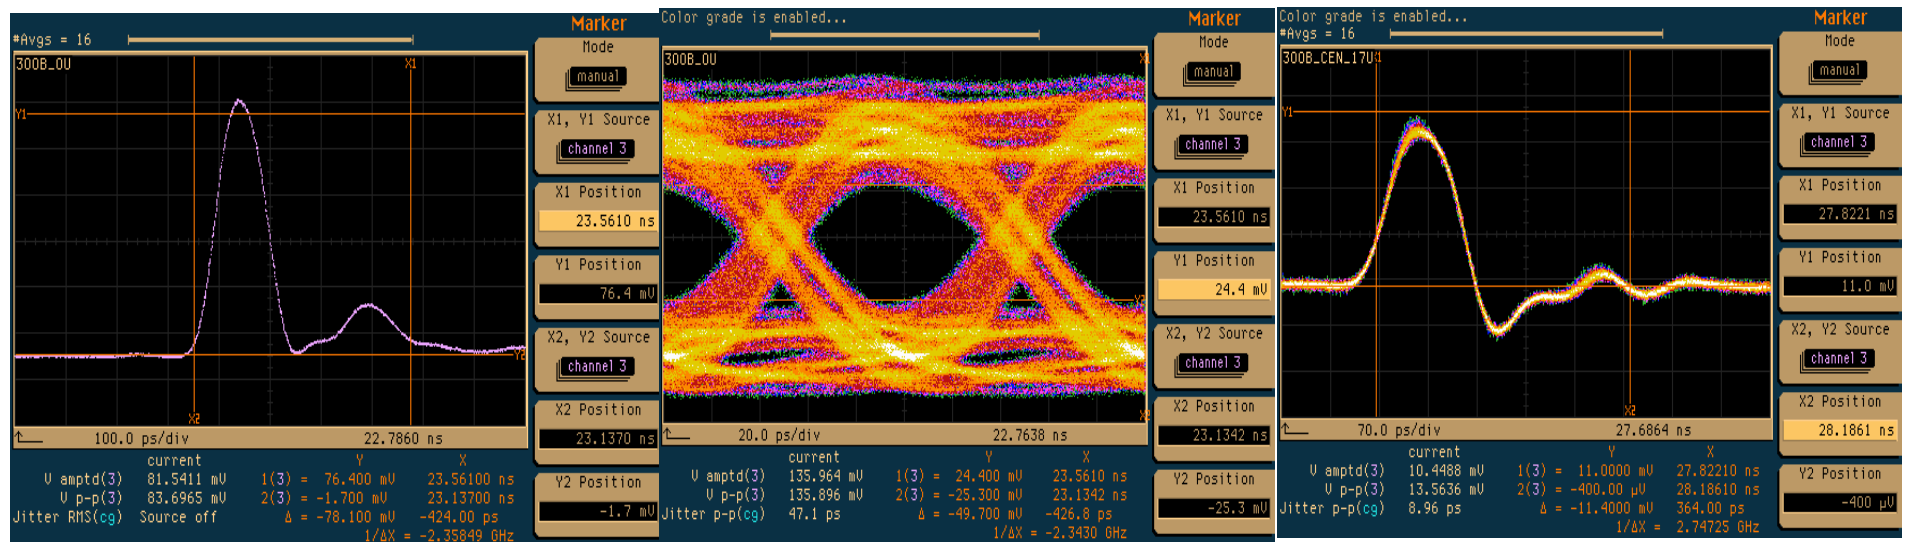 Marker
#Avgs = 16
Mode
manual
300B_0U
X1
Y1
X1, Y1 Source
channel 3
X1 Position
23.5610 ns
Y1 Position
76.4 mV
X2, Y2 Source
channel 3
Y2
X2 Position
X2
23.1370 ns
100.0 ps/div
22.7860 ns
current
Y
X
V amptd(3) 81.5411 mV 1(3) = 76.400 mV 23.56100 ns
V p-p(3) 83.6965 mV 2(3) = -1.700 mV 23.13700 ns
Jitter RMS(cg) Source off Δ = -78.100 mV -424.00 ps
1/ΔX = -2.35849 GHz
Y2 Position
-1.7 mV
Color grade is enabled...
Marker
Mode
manual
300B_0U
X1, Y1 Source
channel 3
X1 Position
23.5610 ns
Y1 Position
24.4 mV
X2, Y2 Source
channel 3
X2 Position
23.1342 ns
20.0 ps/div
22.7638 ns
current
Y
X
V amptd(3) 135.964 mV 1(3) = 24.400 mV 23.5610 ns
V p-p(3) 135.896 mV 2(3) = -25.300 mV 23.1342 ns
Jitter p-p(cg) 47.1 ps Δ = -49.700 mV -426.8 ps
1/ΔX = -2.3430 GHz
Y2 Position
-25.3 mV
Color grade is enabled...
Marker
#Avgs = 16
Mode
manual
300B_CEN_17U
Y1
X1, Y1 Source
channel 3
X1 Position
27.8221 ns
Y1 Position
11.0 mV
X2, Y2 Source
channel 3
X2 Position
X2
28.1861 ns
70.0 ps/div
27.6864 ns
current
Y
X
V amptd(3) 10.4488 mV 1(3) = 11.0000 mV 27.82210 ns
V p-p(3) 13.5636 mV 2(3) = -400.00 µV 28.18610 ns
Jitter p-p(cg) 8.96 ps Δ = -11.4000 mV 364.00 ps
1/ΔX = 2.74725 GHz
Y2 Position
-400 µV